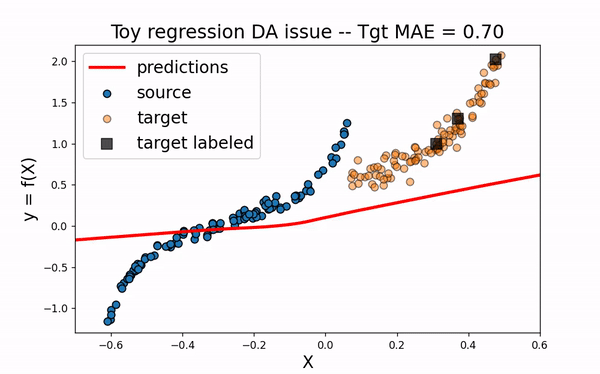 Toy regression DA issue -- Tgt MAE = 0.70
predictions
source
target
target labeled
2.0
1.5
1.0
0.5
0.0
−0.5
−1.0
y = f(X)
−0.6 −0.4 −0.2 0.0 0.2 0.4 0.6
X